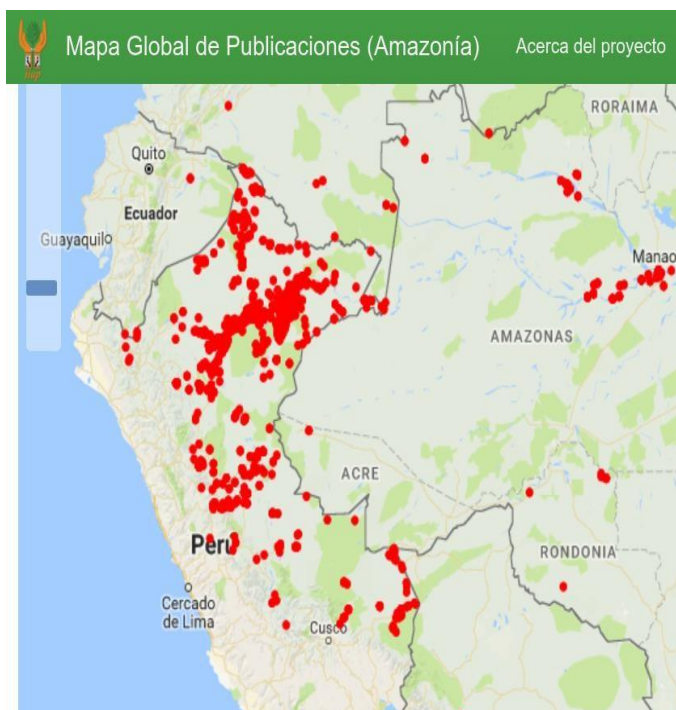 Mapa Global de Publicaciones (Amazonía)
Acerca del proyecto
RORAIMA
Quito
Ecuador
Guayaquil
Manao
AMAZONAS
ACRE
Perú
RONDONIA
Cercado
de Lima
Cusco